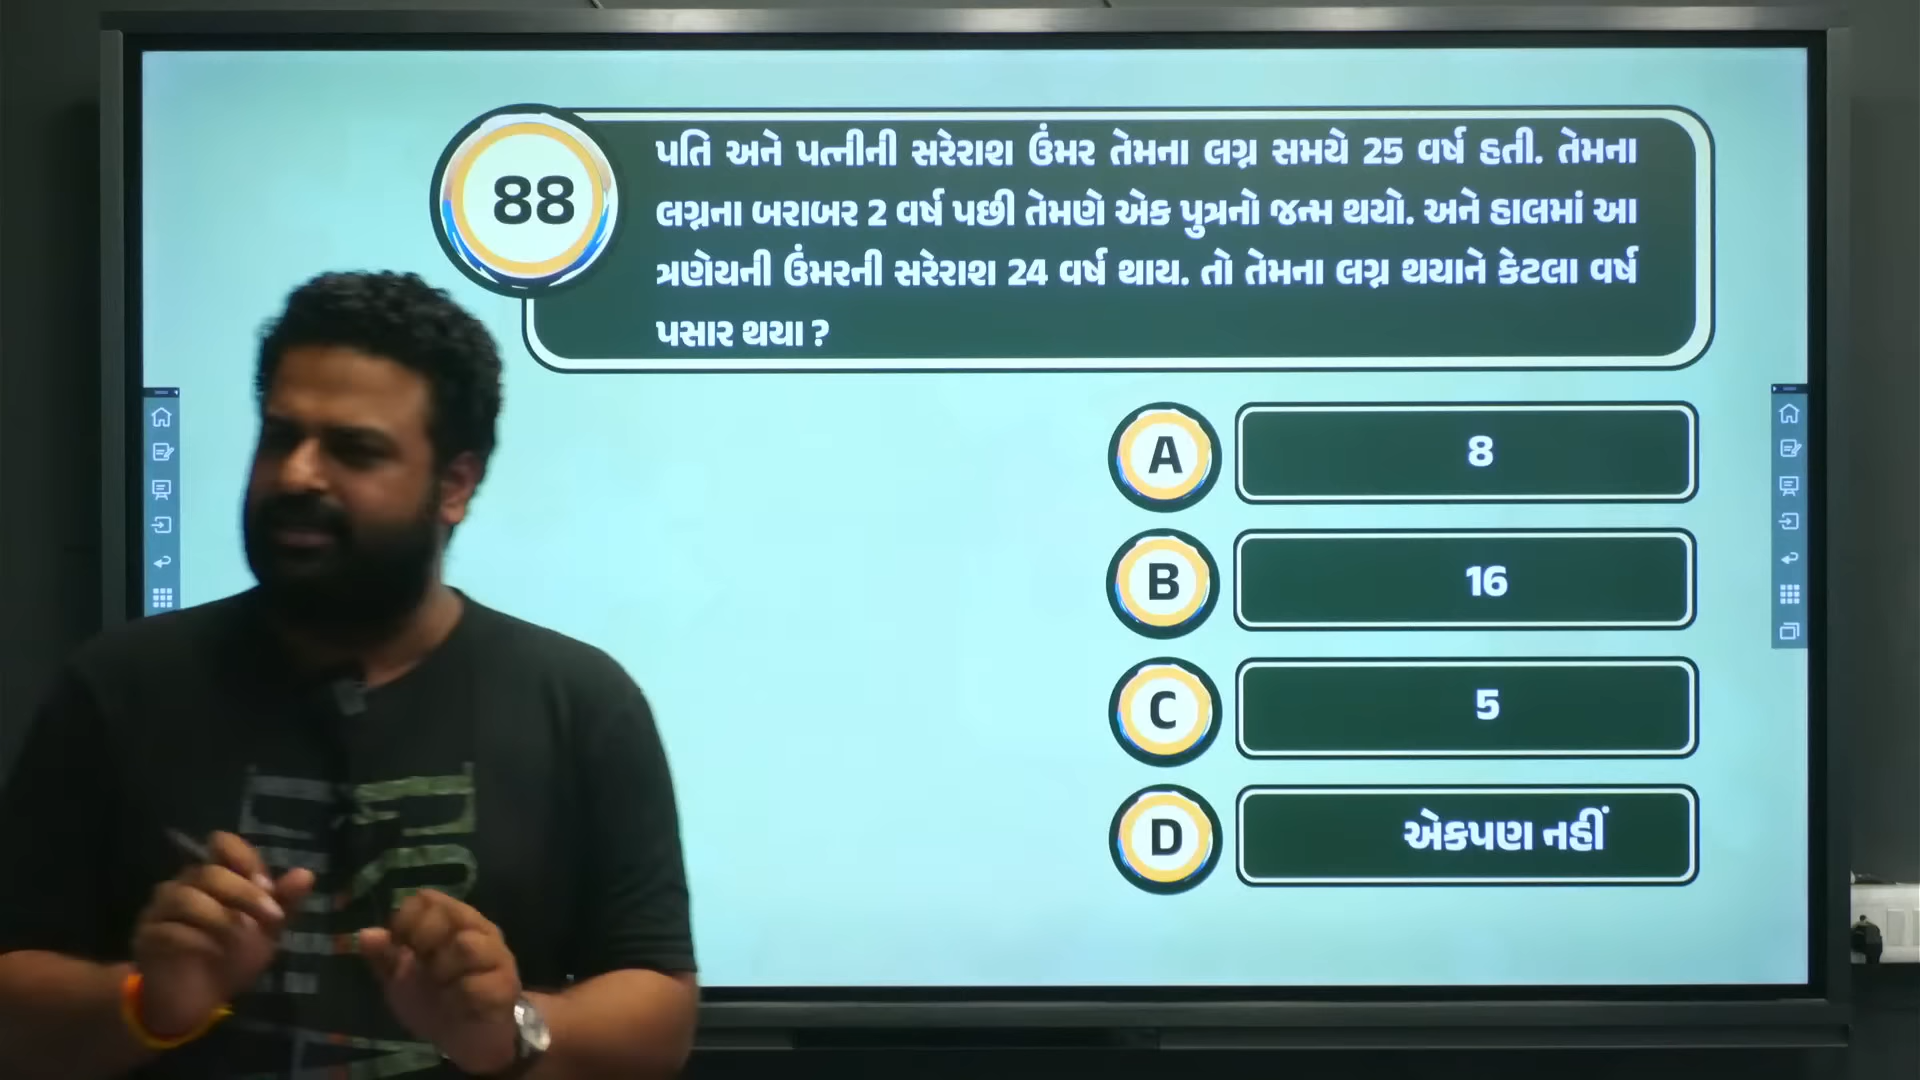 88
પતિ અને પત્નીની સરેરાશ ઉંમર તેમના લગ્ન સમયે 25 વર્ષ હતી. તેમના
લગ્નના બરાબર 2 વર્ષ પછી તેમણે એક પુત્રનો જન્મ થયો. અને હાલમાં આ
ત્રણેયની ઉંમરની સરેરાશ 24 વર્ષ થાય. તો તેમના લગ્ન થયાને કેટલા વર્ષ
પસાર થયા ?
A 8
B 16
C 5
D એકપણ નહીં